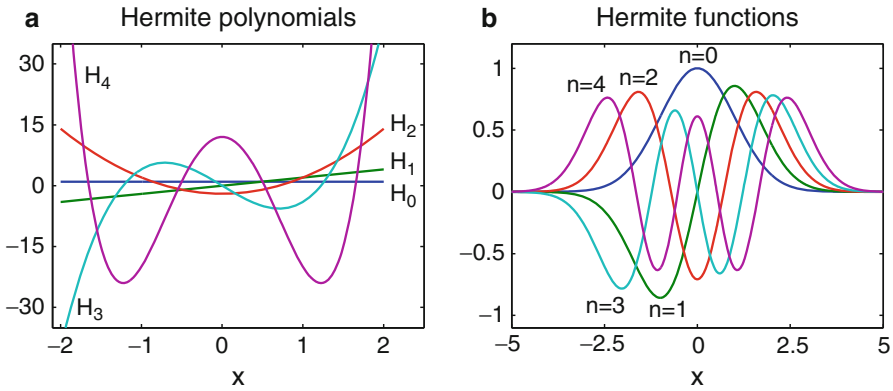 a
Hermite polynomials
30
15
0
−15
−30
H4
H2
H1
H0
H3
−2
−1
0
1
2
x
b
Hermite functions
1
0.5
0
−0.5
−1
n=0
n=4
n=2
n=3
n=1
−5
−2.5
0
2.5
5
x